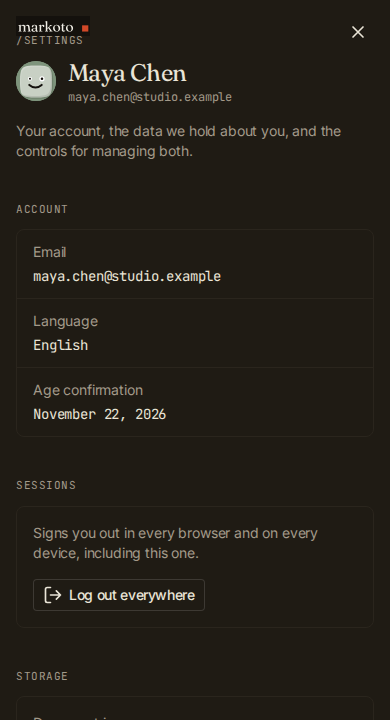 markoto
/SETTINGS
Maya Chen
maya.chen@studio.example
Your account, the data we hold about you, and the
controls for managing both.
ACCOUNT
Email
maya.chen@studio.example
Language
English
Age confirmation
November 22, 2026
SESSIONS
Signs you out in every browser and on every
device, including this one.
Log out everywhere
STORAGE